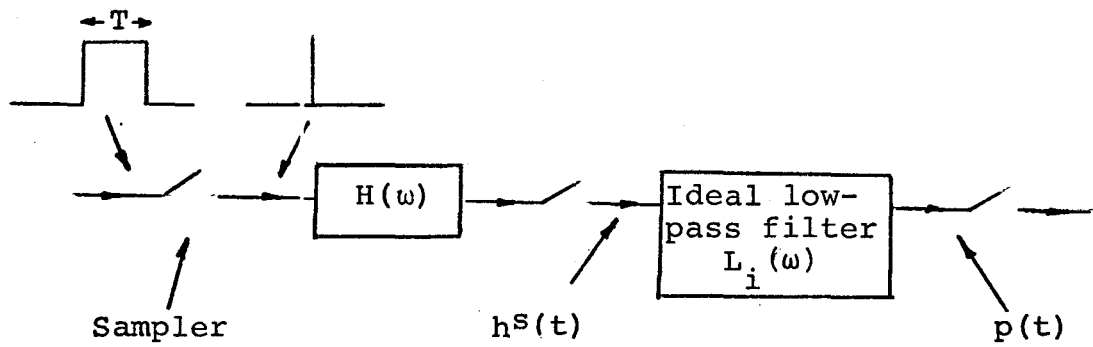 T
H(ω)
Ideal low-
pass filter
L_i(ω)
Sampler
h^s(t)
p(t)